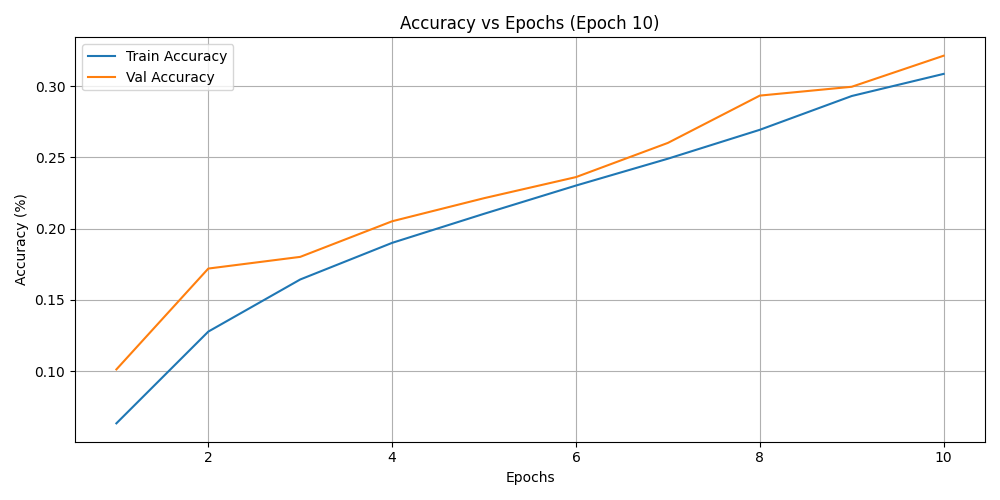 Accuracy vs Epochs (Epoch 10)
Train Accuracy
Val Accuracy
Accuracy (%)
0.30
0.25
0.20
0.15
0.10
2 4 6 8 10
Epochs